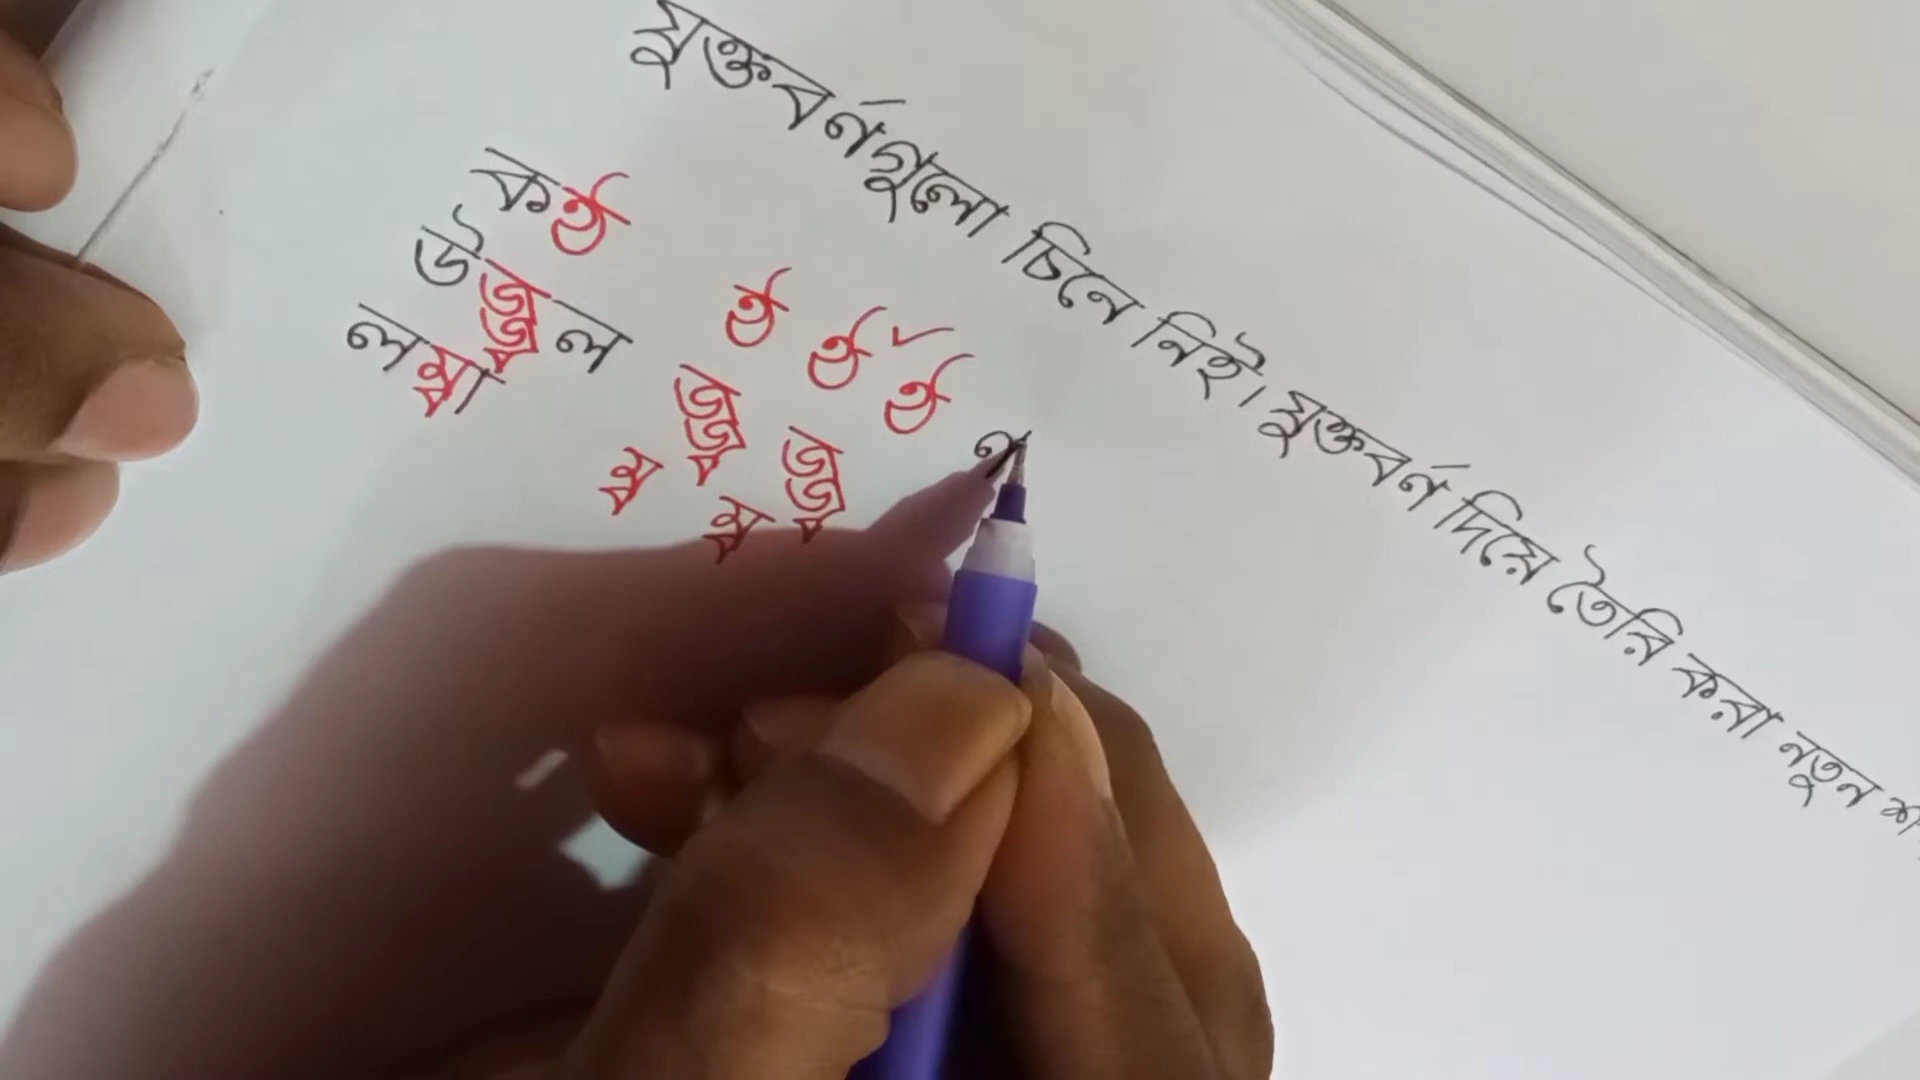 যুক্তবর্ণগুলো চিনে নিই। যুক্তবর্ণ দিয়ে তৈরি করা নতুন
কণ্ঠ ণ্ঠ ণ্ঠ ণ্ঠ ণ
উজ্জ্বল জ্জ্ব জ্জ্ব
লম্বা ম্ব ম্ব